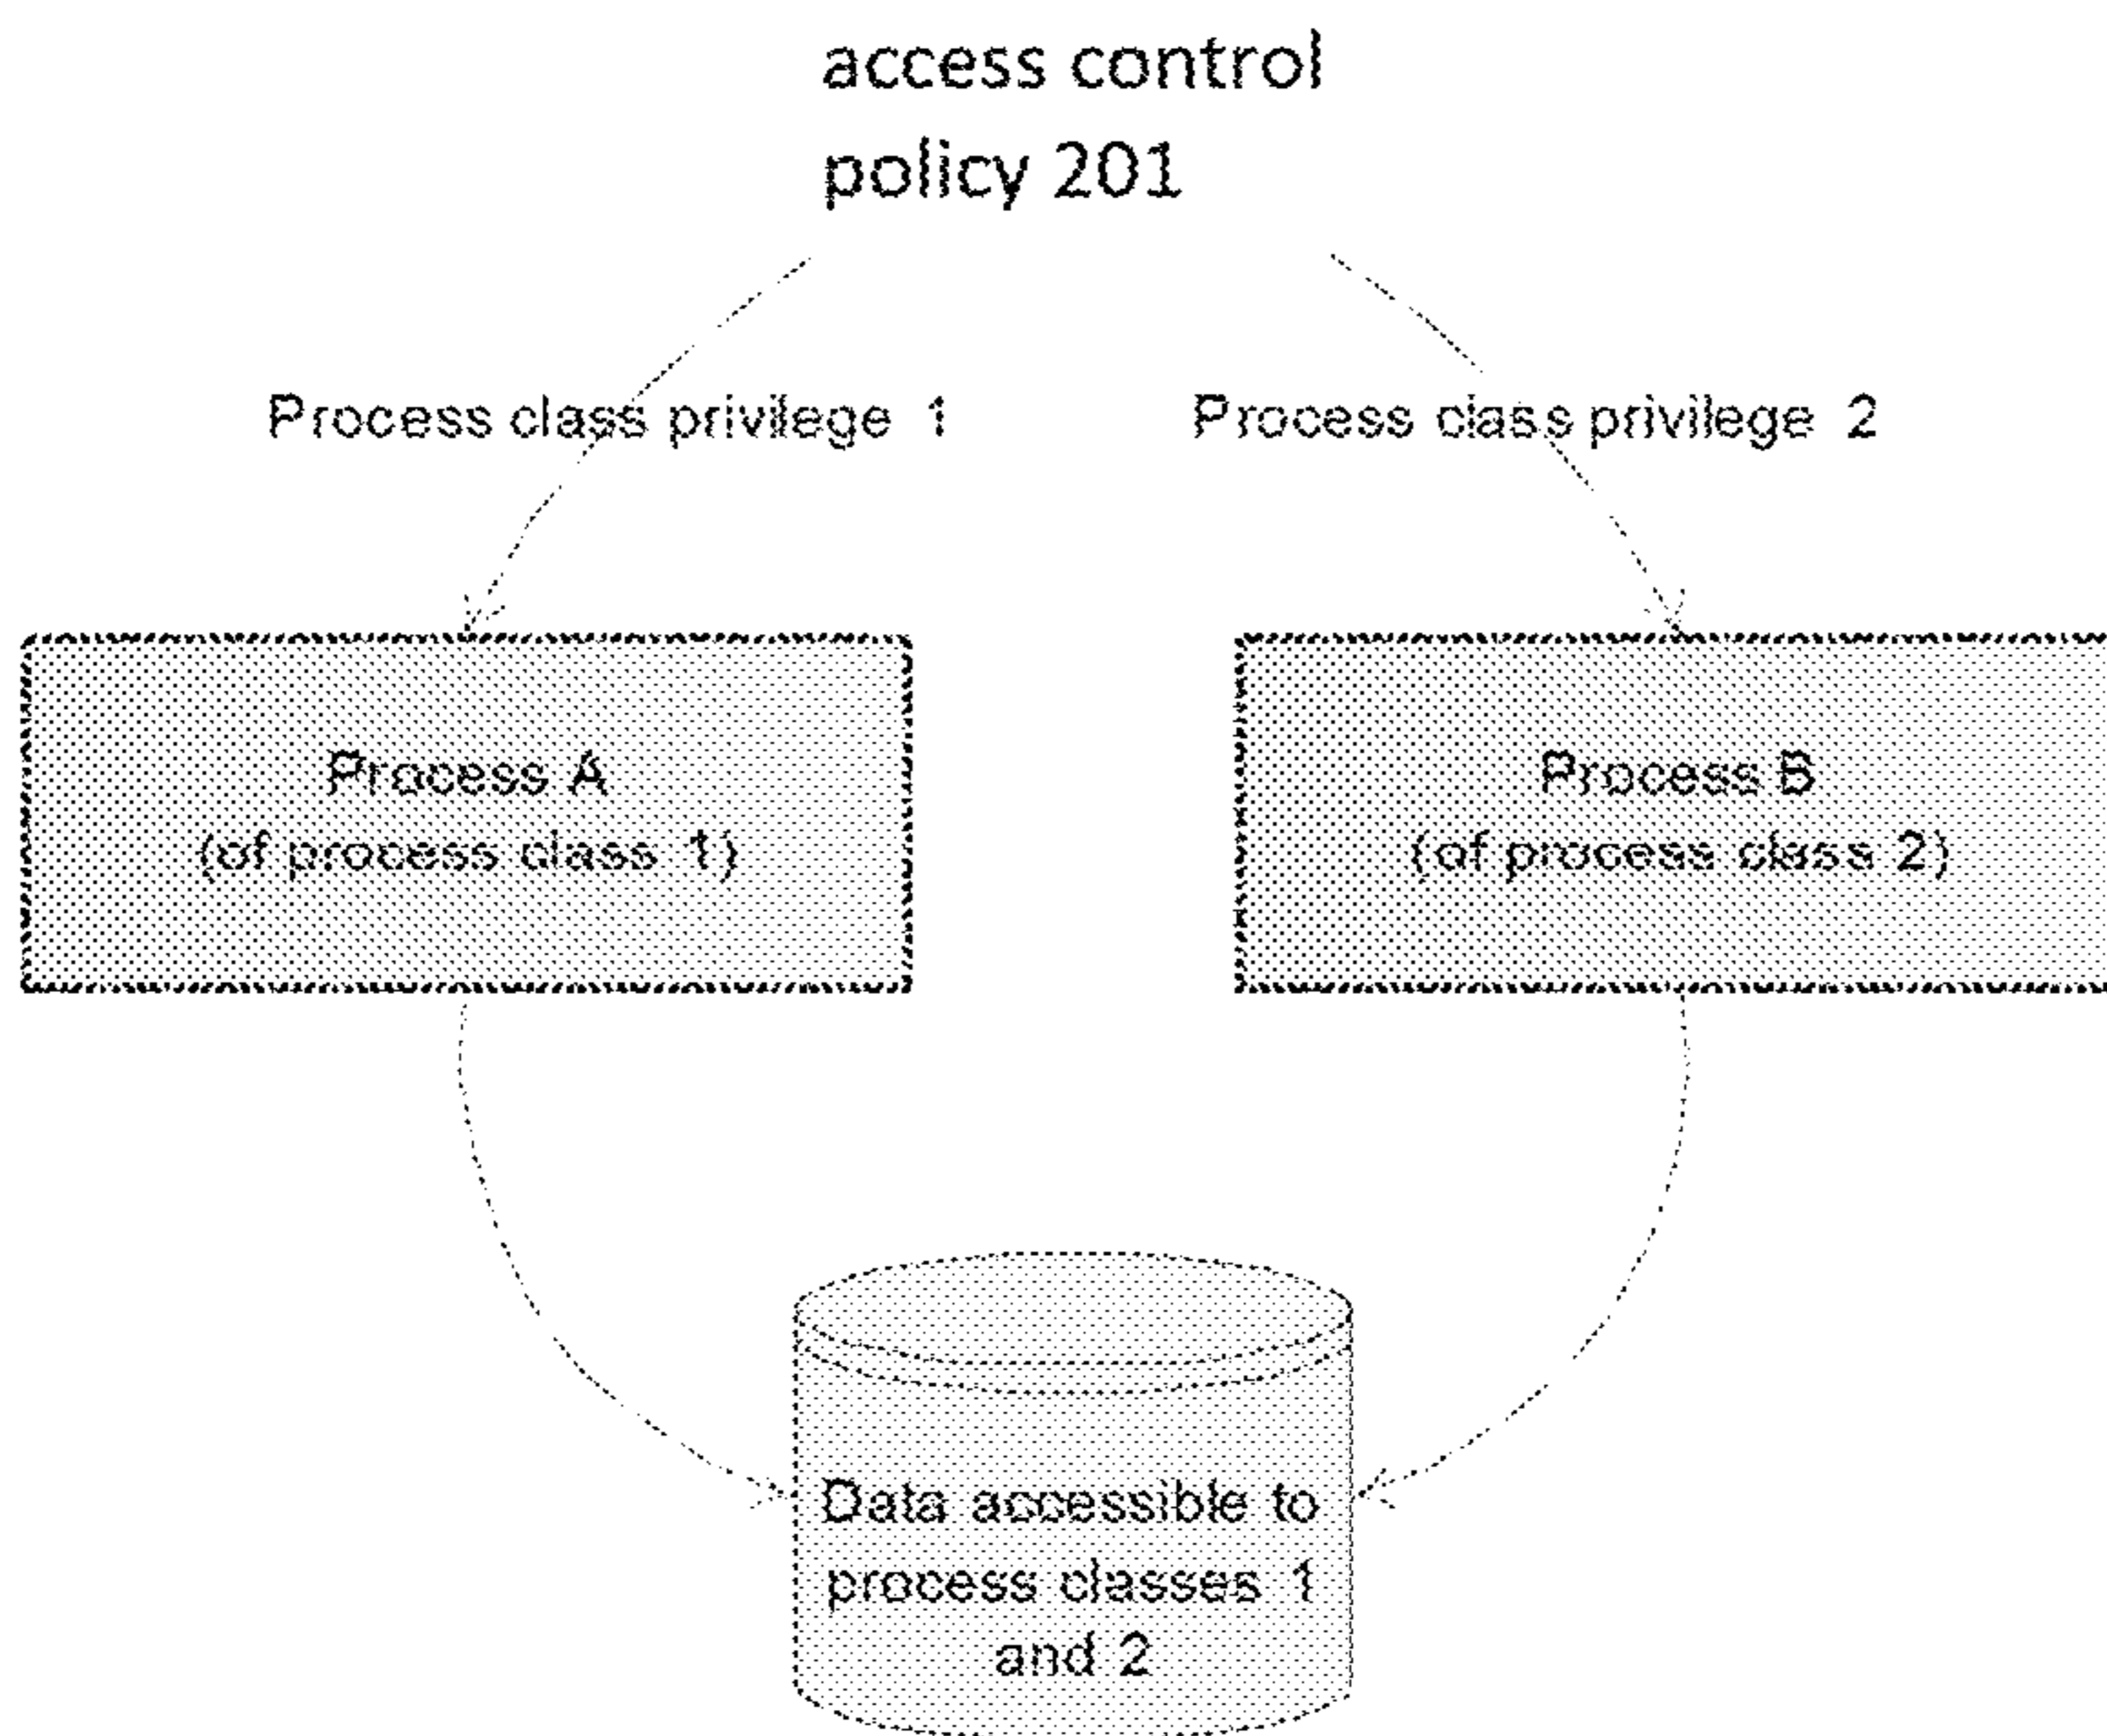 access control
policy 201
Process class privilege 1
Process class privilege 2
Process A
(of process class 1)
Process B
(of process class 2)
Data accessible to
process classes 1
and 2